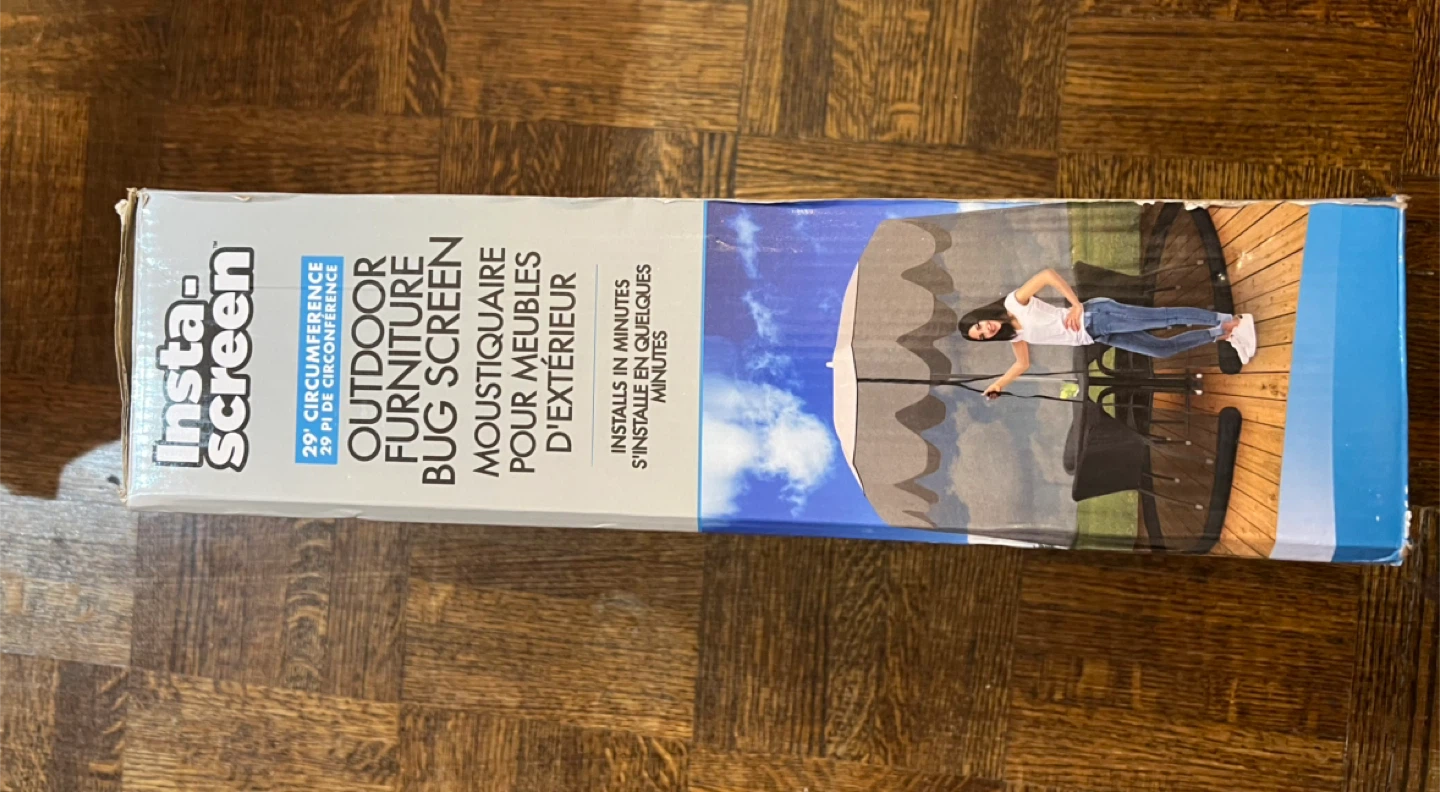 Insta-
screen™
29' CIRCUMFERENCE
29 PI DE CIRCONFÉRENCE
OUTDOOR
FURNITURE
BUG SCREEN
MOUSTIQUAIRE
POUR MEUBLES
D'EXTÉRIEUR
INSTALLS IN MINUTES
S'INSTALLE EN QUELQUES
MINUTES